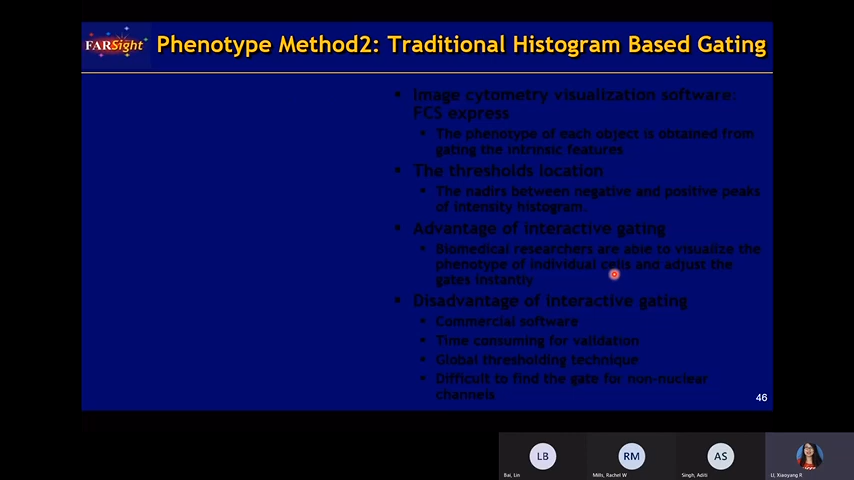 FARSight
Phenotype Method2: Traditional Histogram Based Gating
▪ Image cytometry visualization software:
FCS express
▪ The phenotype of each object is obtained from
gating the intrinsic features
▪ The thresholds location
▪ The nadirs between negative and positive peaks
of intensity histogram.
▪ Advantage of interactive gating
▪ Biomedical researchers are able to visualize the
phenotype of individual cells and adjust the
gates instantly
▪ Disadvantage of interactive gating
▪ Commercial software
▪ Time consuming for validation
▪ Global thresholding technique
▪ Difficult to find the gate for non-nuclear
channels
46
LB
RM
AS
Bai, Lin
Mills, Rachel W
Singh, Aditi
LI, Xiaoyang R